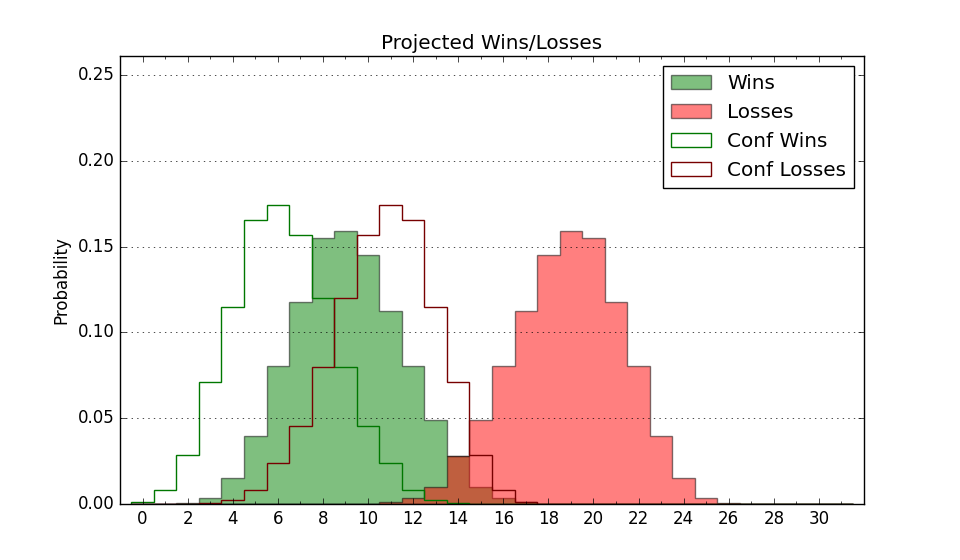 Projected Wins/Losses
0.25
0.20
0.15
0.10
0.05
0.00
Probability
Wins
Losses
Conf Wins
Conf Losses
0 2 4 6 8 10 12 14 16 18 20 22 24 26 28 30